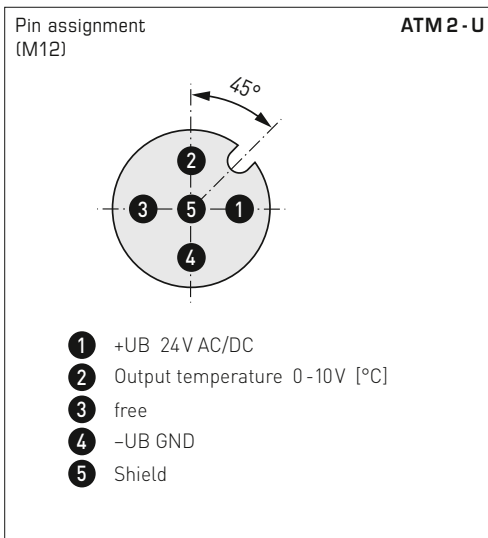 Pin assignment
(M12)
ATM 2 - U
45°
2
3 5 1
4
1 +UB 24 V AC/DC
2 Output temperature 0 -10 V [°C]
3 free
4 –UB GND
5 Shield